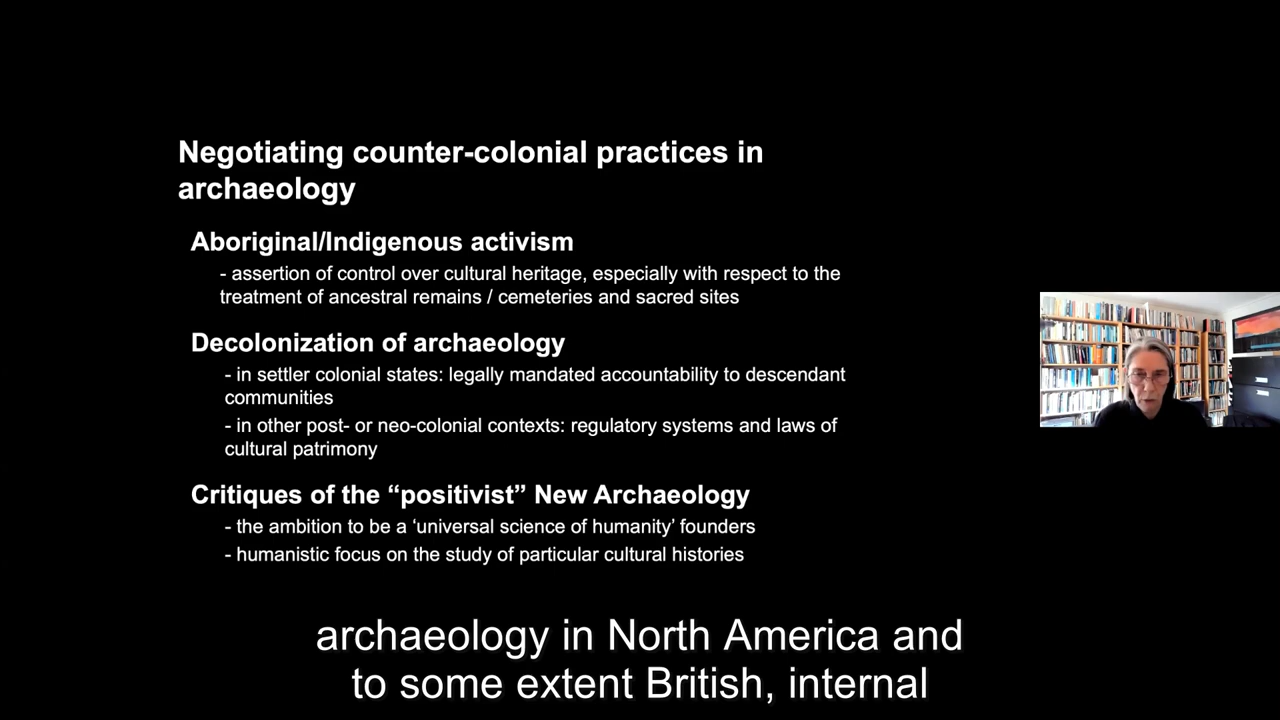 Negotiating counter-colonial practices in
archaeology
Aboriginal/Indigenous activism
- assertion of control over cultural heritage, especially with respect to the
treatment of ancestral remains / cemeteries and sacred sites
Decolonization of archaeology
- in settler colonial states: legally mandated accountability to descendant
communities
- in other post- or neo-colonial contexts: regulatory systems and laws of
cultural patrimony
Critiques of the “positivist” New Archaeology
- the ambition to be a ‘universal science of humanity’ founders
- humanistic focus on the study of particular cultural histories
archaeology in North America and
to some extent British, internal